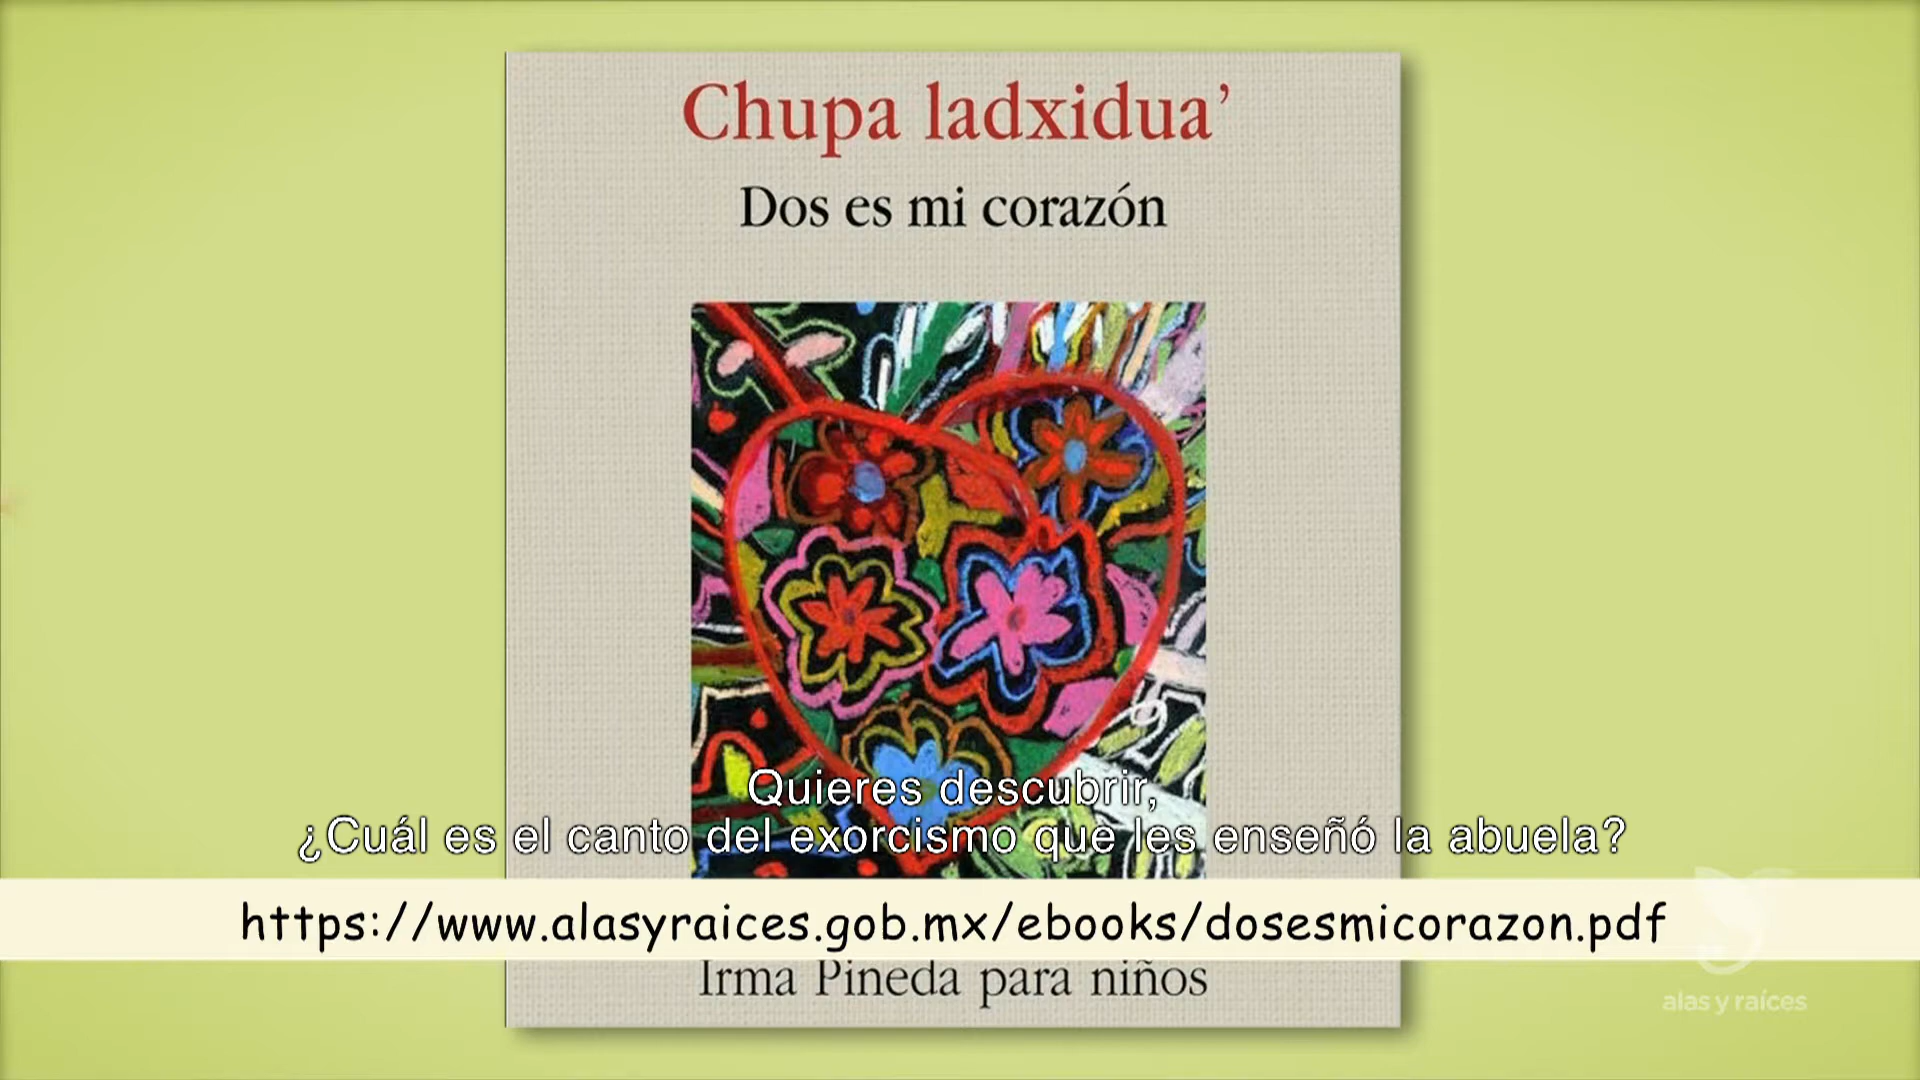 Chupa ladxidua’
Dos es mi corazón
Quieres descubrir,
¿Cuál es el canto del exorcismo que les enseñó la abuela?
https://www.alasyraices.gob.mx/ebooks/dosesmicorazon.pdf
Irma Pineda para niños
alas y raíces